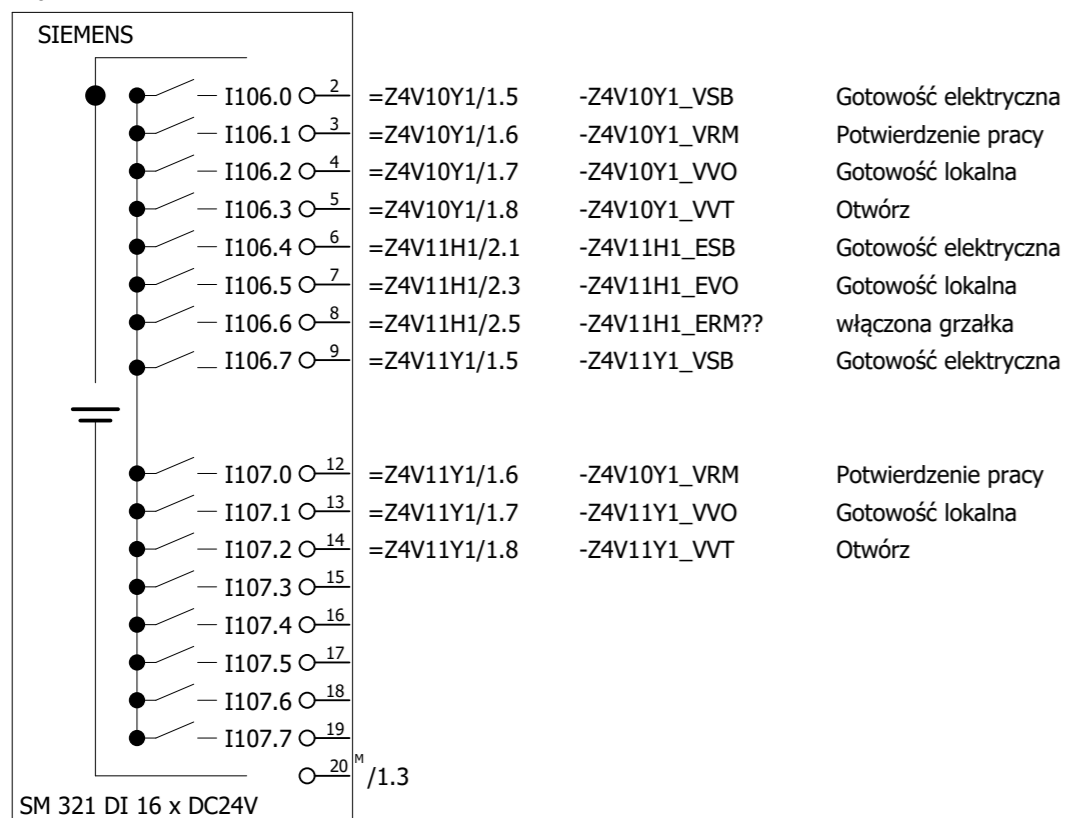 SIEMENS
I106.0 2 =Z4V10Y1/1.5 -Z4V10Y1_VSB Gotowość elektryczna
I106.1 3 =Z4V10Y1/1.6 -Z4V10Y1_VRM Potwierdzenie pracy
I106.2 4 =Z4V10Y1/1.7 -Z4V10Y1_VVO Gotowość lokalna
I106.3 5 =Z4V10Y1/1.8 -Z4V10Y1_VVT Otwórz
I106.4 6 =Z4V11H1/2.1 -Z4V11H1_ESB Gotowość elektryczna
I106.5 7 =Z4V11H1/2.3 -Z4V11H1_EVO Gotowość lokalna
I106.6 8 =Z4V11H1/2.5 -Z4V11H1_ERM?? włączona grzałka
I106.7 9 =Z4V11Y1/1.5 -Z4V11Y1_VSB Gotowość elektryczna
I107.0 12 =Z4V11Y1/1.6 -Z4V10Y1_VRM Potwierdzenie pracy
I107.1 13 =Z4V11Y1/1.7 -Z4V11Y1_VVO Gotowość lokalna
I107.2 14 =Z4V11Y1/1.8 -Z4V11Y1_VVT Otwórz
I107.3 15
I107.4 16
I107.5 17
I107.6 18
I107.7 19
20 M /1.3
SM 321 DI 16 x DC24V